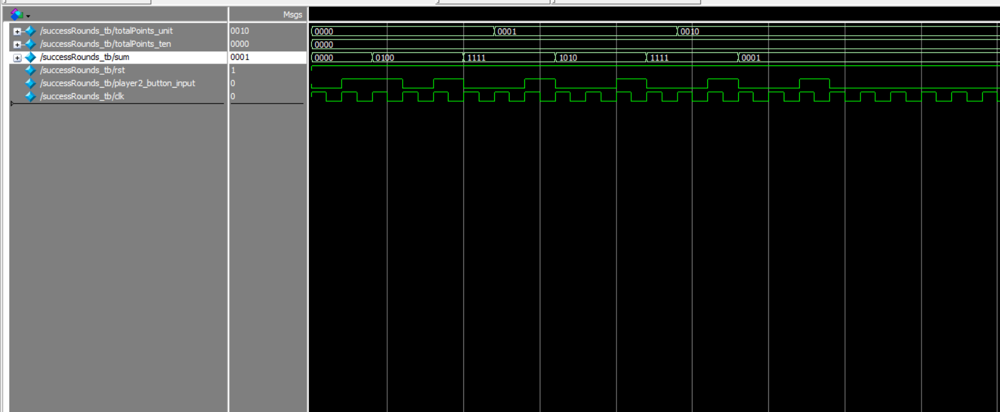 Msgs
/successRounds_tb/totalPoints_unit 0010 0000 0001 0010
/successRounds_tb/totalPoints_ten 0000 0000
/successRounds_tb/sum 0001 0000 0100 1111 1010 1111 0001
/successRounds_tb/rst 1
/successRounds_tb/player2_button_input 0
/successRounds_tb/clk 0